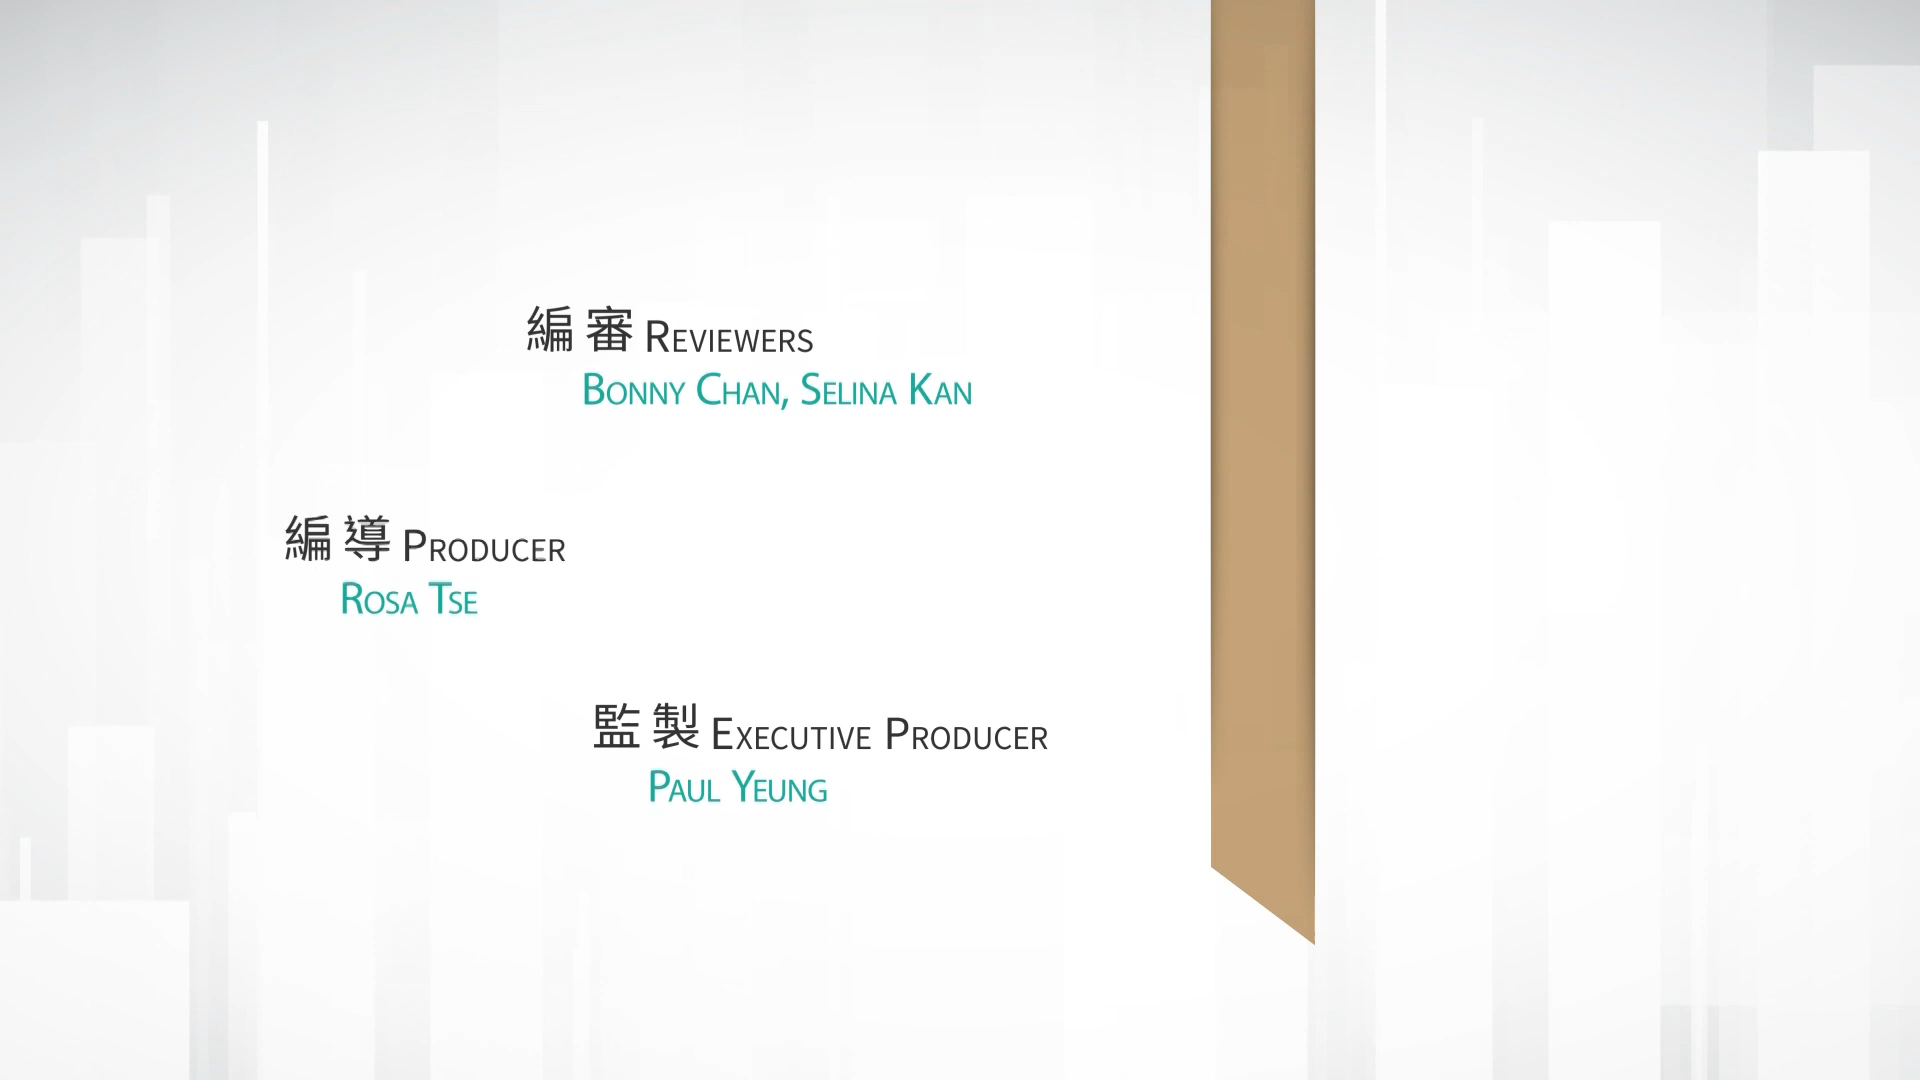 編審 Reviewers
Bonny Chan, Selina Kan
編導 Producer
Rosa Tse
監製 Executive Producer
Paul Yeung